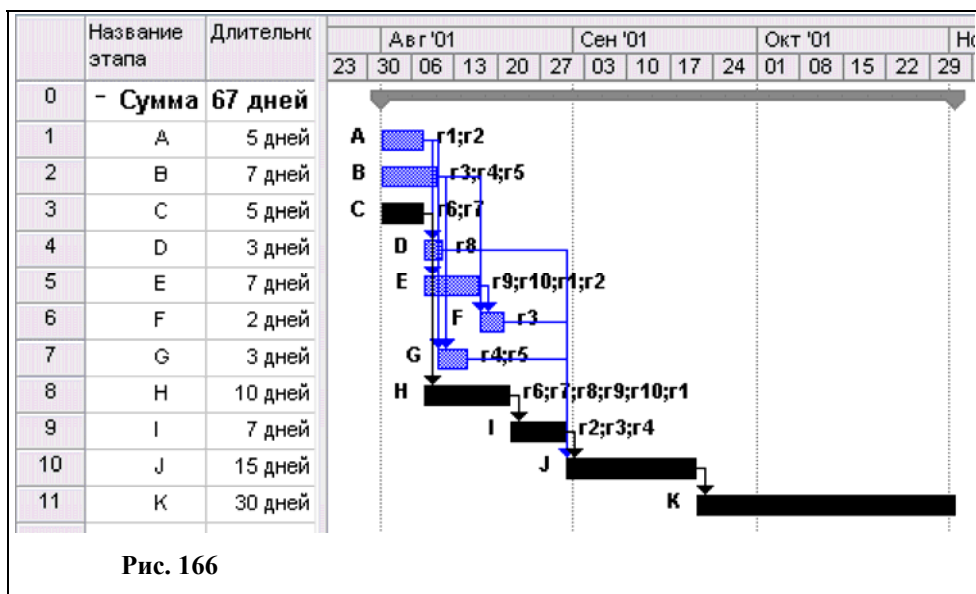 Название Длительнс Авг '01 Сен '01 Окт '01 Но
этапа 23 30 06 13 20 27 03 10 17 24 01 08 15 22 29
0 − Сумма 67 дней
1 A 5 дней A r1;r2
2 B 7 дней B r3;r4;r5
3 C 5 дней C r6;r7
4 D 3 дней D r8
5 E 7 дней E r9;r10;r1;r2
6 F 2 дней F r3
7 G 3 дней G r4;r5
8 H 10 дней H r6;r7;r8;r9;r10;r1
9 I 7 дней I r2;r3;r4
10 J 15 дней J
11 K 30 дней K
Рис. 166